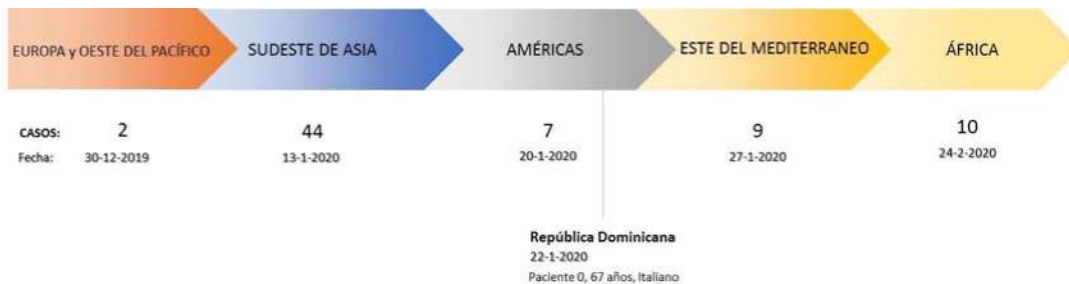 EUROPA y OESTE DEL PACÍFICO SUDESTE DE ASIA AMÉRICAS ESTE DEL MEDITERRANEO ÁFRICA
CASOS: 2 44 7 9 10
Fecha: 30-12-2019 13-1-2020 20-1-2020 27-1-2020 24-2-2020
República Dominicana
22-1-2020
Paciente 0, 67 años, Italiano